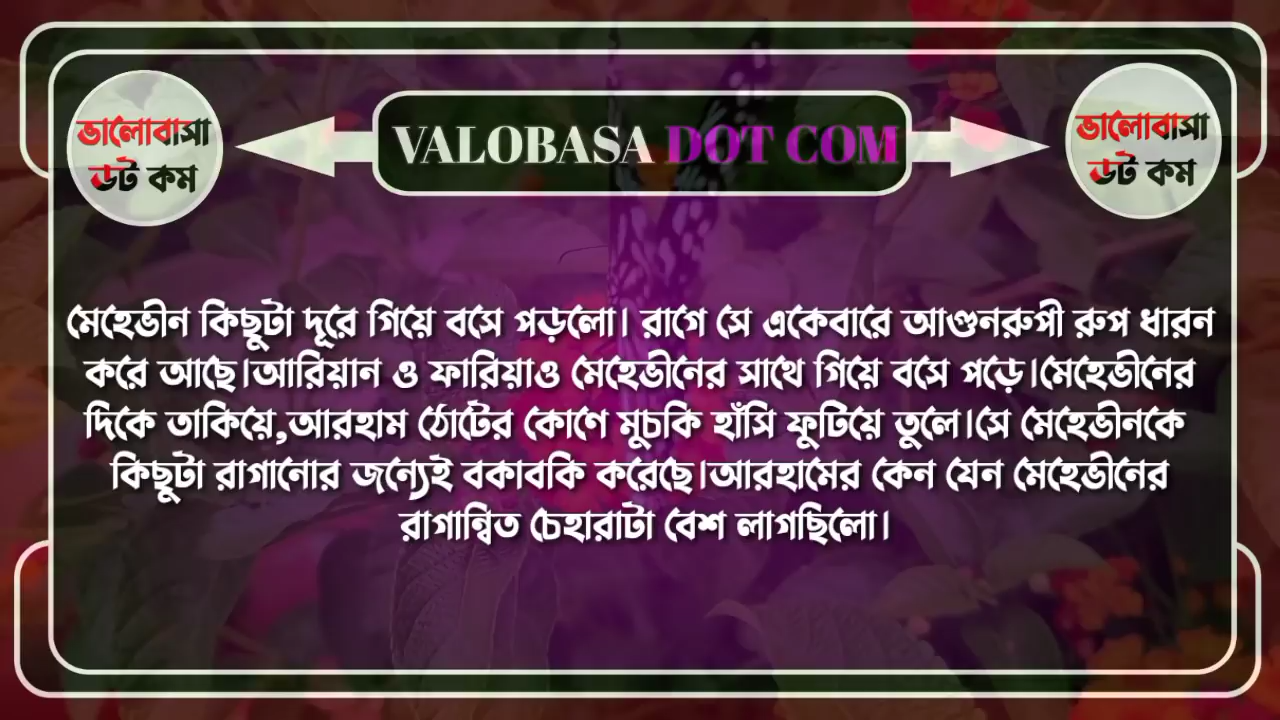 ভালোবাসা
ডট কম
VALOBASA DOT COM
ভালোবাসা
ডট কম
মেহেভীন কিছুটা দূরে গিয়ে বসে পড়লো। রাগে সে একেবারে আগুনরুপী রুপ ধারন
করে আছে।আরিয়ান ও ফারিয়াও মেহেভীনের সাথে গিয়ে বসে পড়ে।মেহেভীনের
দিকে তাকিয়ে,আরহাম ঠোটের কোণে মুচকি হাঁসি ফুটিয়ে তুলে।সে মেহেভীনকে
কিছুটা রাগানোর জন্যেই বকাবকি করেছে।আরহামের কেন যেন মেহেভীনের
রাগান্বিত চেহারাটা বেশ লাগছিলো।